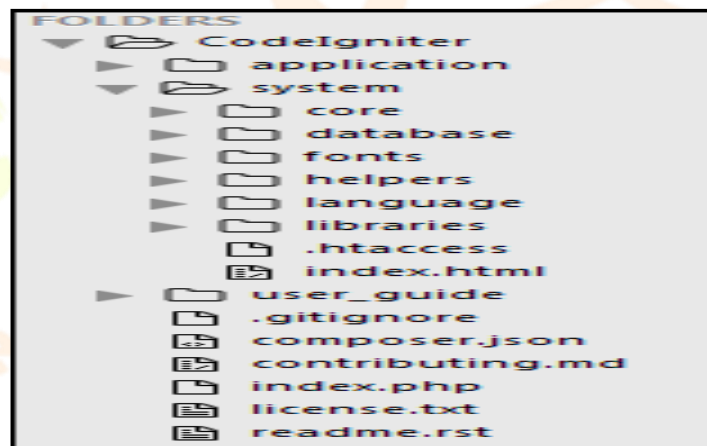 FOLDERS
CodeIgniter
application
system
core
database
fonts
helpers
language
libraries
.htaccess
index.html
user_guide
.gitignore
composer.json
contributing.md
index.php
license.txt
readme.rst